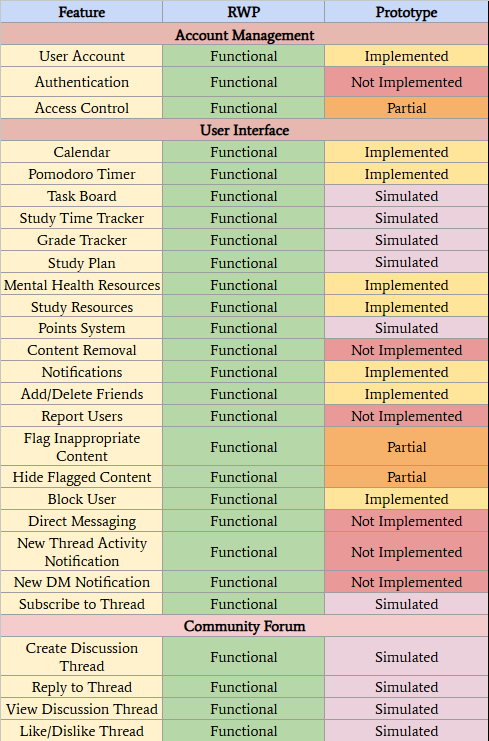 Feature RWP Prototype
Account Management
User Account Functional Implemented
Authentication Functional Not Implemented
Access Control Functional Partial
User Interface
Calendar Functional Implemented
Pomodoro Timer Functional Implemented
Task Board Functional Simulated
Study Time Tracker Functional Simulated
Grade Tracker Functional Simulated
Study Plan Functional Simulated
Mental Health Resources Functional Implemented
Study Resources Functional Implemented
Points System Functional Simulated
Content Removal Functional Not Implemented
Notifications Functional Implemented
Add/Delete Friends Functional Implemented
Report Users Functional Not Implemented
Flag Inappropriate
Content Functional Partial
Hide Flagged Content Functional Partial
Block User Functional Implemented
Direct Messaging Functional Not Implemented
New Thread Activity
Notification Functional Not Implemented
New DM Notification Functional Not Implemented
Subscribe to Thread Functional Simulated
Community Forum
Create Discussion
Thread Functional Simulated
Reply to Thread Functional Simulated
View Discussion Thread Functional Simulated
Like/Dislike Thread Functional Simulated